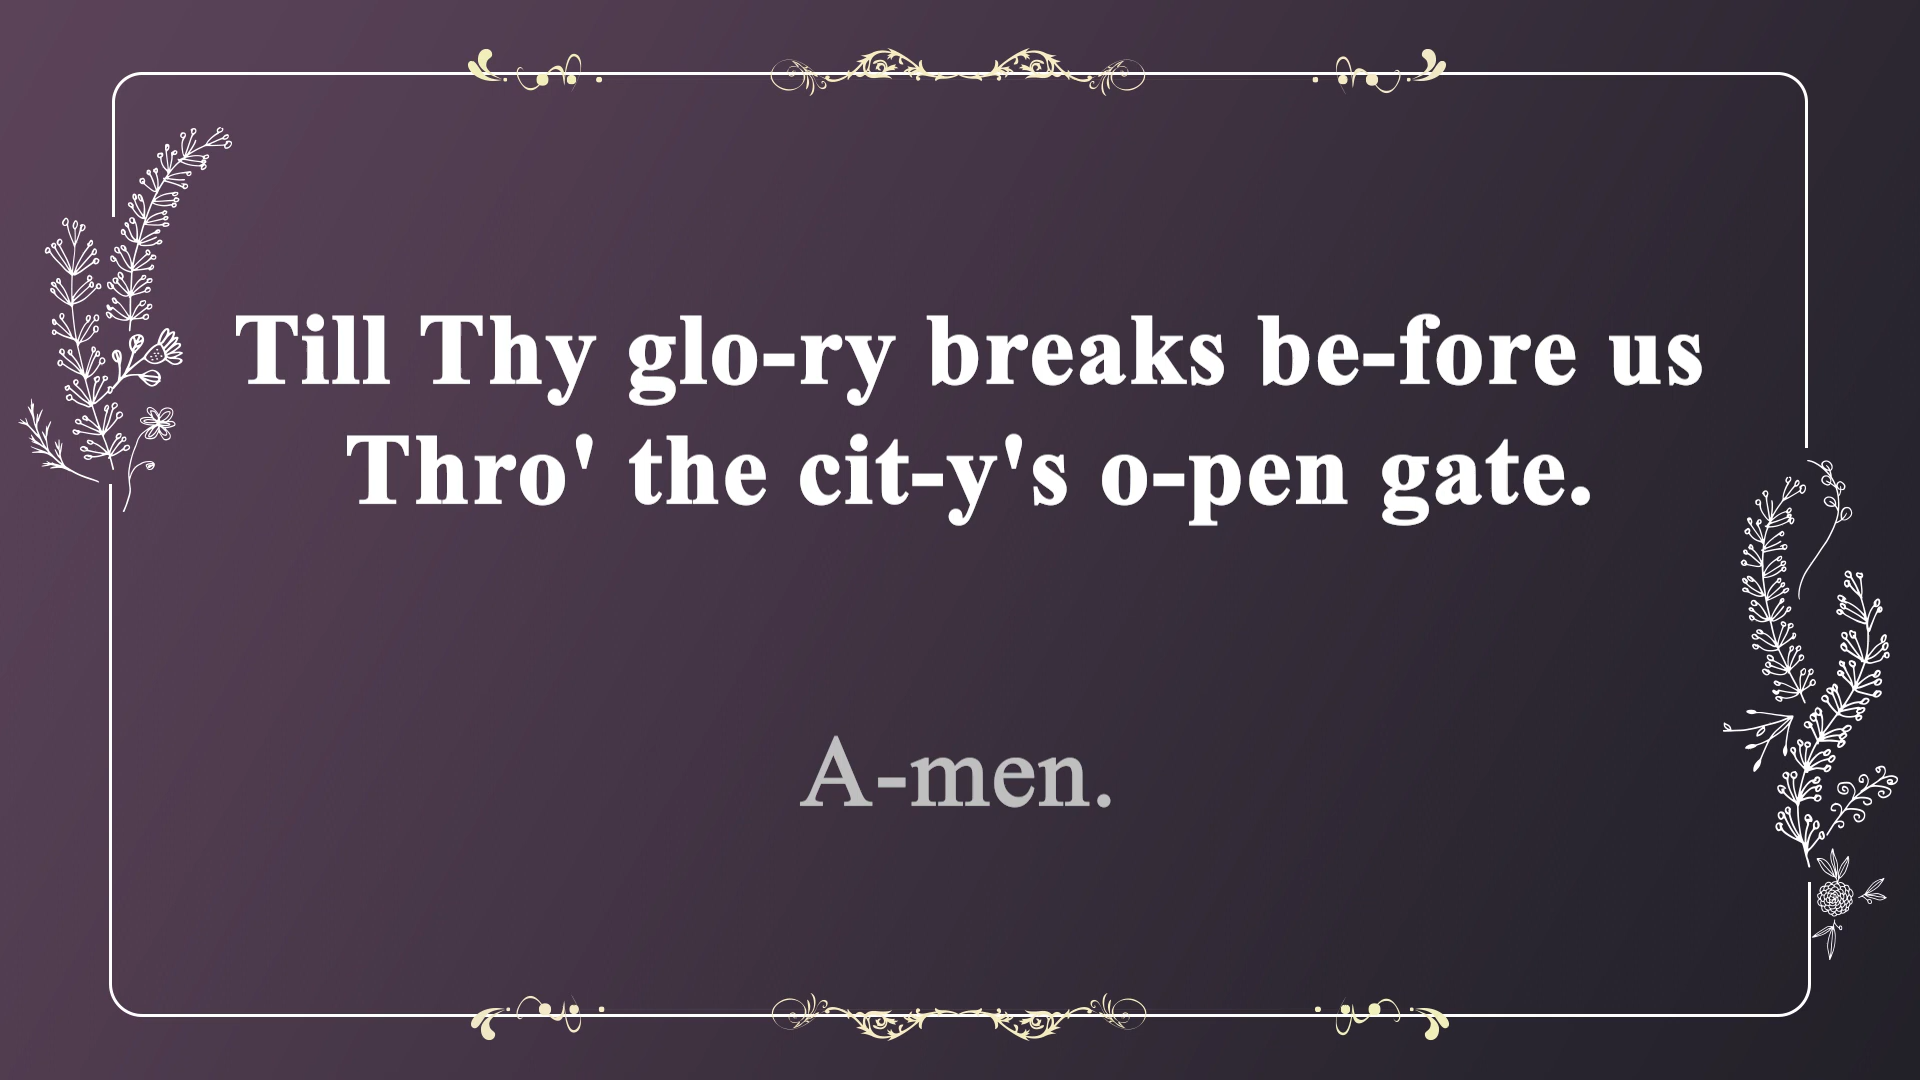 Till Thy glo-ry breaks be-fore us
Thro' the cit-y's o-pen gate.
A-men.